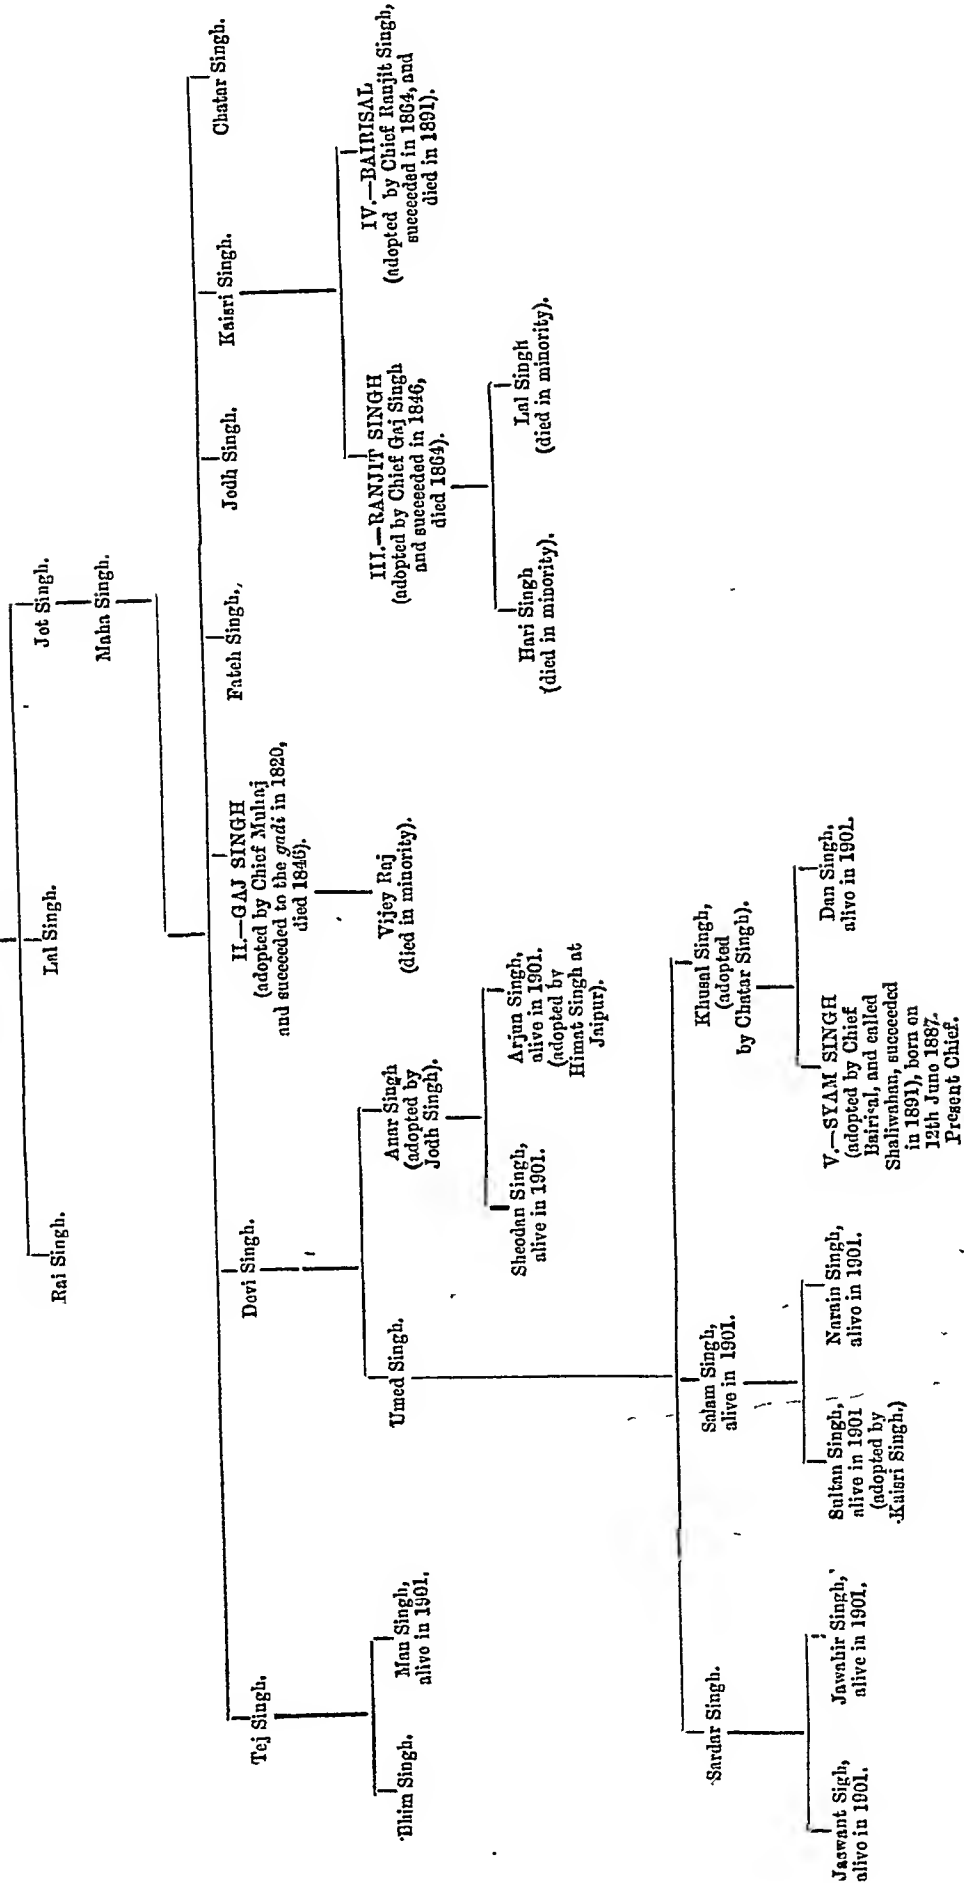 Rai Singh.
Lal Singh.
Jot Singh.
Maha Singh.
Tej Singh.
Devi Singh.
II.—GAJ SINGH
(adopted by Chief Mulraj
and succeeded to the gadi in 1820,
died 1846).
Fateh Singh.
Jodh Singh.
Kaisri Singh.
Chatar Singh.
Bhim Singh.
Man Singh,
alive in 1901.
Umed Singh.
Anar Singh
(adopted by
Jodh Singh).
Vijey Raj
(died in minority).
III.—RANJIT SINGH
(adopted by Chief Gaj Singh
and succeeded in 1846,
died 1864).
IV.—BAIRISAL
(adopted by Chief Ranjit Singh,
succeeded in 1864, and
died in 1891).
Sheodan Singh,
alive in 1901.
Arjun Singh,
alive in 1901.
(adopted by
Himat Singh at
Jaipur).
Hari Singh
(died in minority).
Lal Singh
(died in minority).
Sardar Singh.
Salam Singh,
alive in 1901.
Khusal Singh,
(adopted
by Chatar Singh).
Jaswant Sigh,
alive in 1901.
Jawahir Singh,
alive in 1901.
Sultan Singh,
alive in 1901
(adopted by
Kaisri Singh.)
Narain Singh,
alive in 1901.
V.—SYAM SINGH
(adopted by Chief
Bairisal, and called
Shaliwahan, succeeded
in 1891), born on
12th June 1887.
Present Chief.
Dan Singh,
alive in 1901.